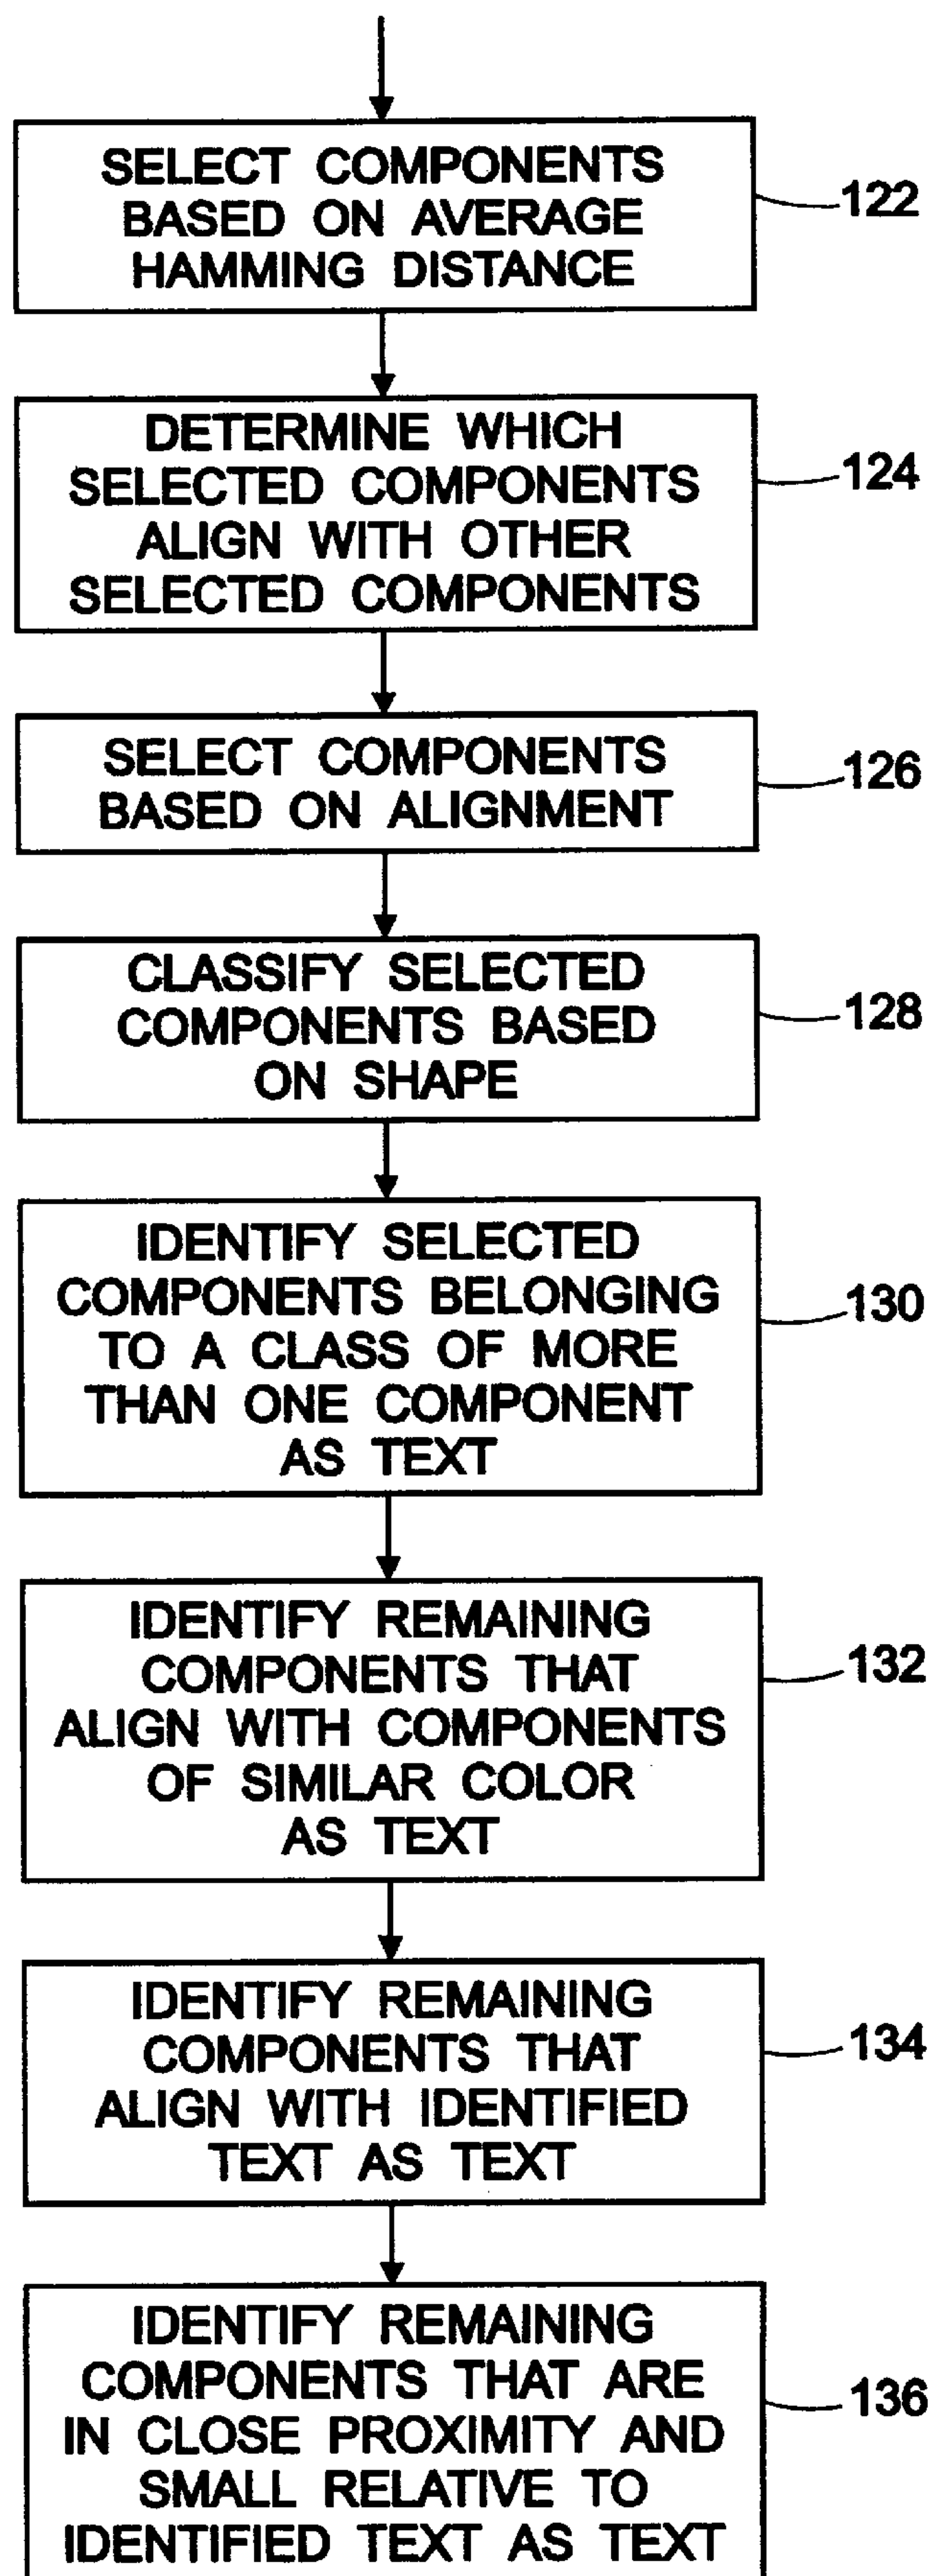 SELECT COMPONENTS
BASED ON AVERAGE
HAMMING DISTANCE
122
DETERMINE WHICH
SELECTED COMPONENTS
ALIGN WITH OTHER
SELECTED COMPONENTS
124
SELECT COMPONENTS
BASED ON ALIGNMENT
126
CLASSIFY SELECTED
COMPONENTS BASED
ON SHAPE
128
IDENTIFY SELECTED
COMPONENTS BELONGING
TO A CLASS OF MORE
THAN ONE COMPONENT
AS TEXT
130
IDENTIFY REMAINING
COMPONENTS THAT
ALIGN WITH COMPONENTS
OF SIMILAR COLOR
AS TEXT
132
IDENTIFY REMAINING
COMPONENTS THAT
ALIGN WITH IDENTIFIED
TEXT AS TEXT
134
IDENTIFY REMAINING
COMPONENTS THAT ARE
IN CLOSE PROXIMITY AND
SMALL RELATIVE TO
IDENTIFIED TEXT AS TEXT
136